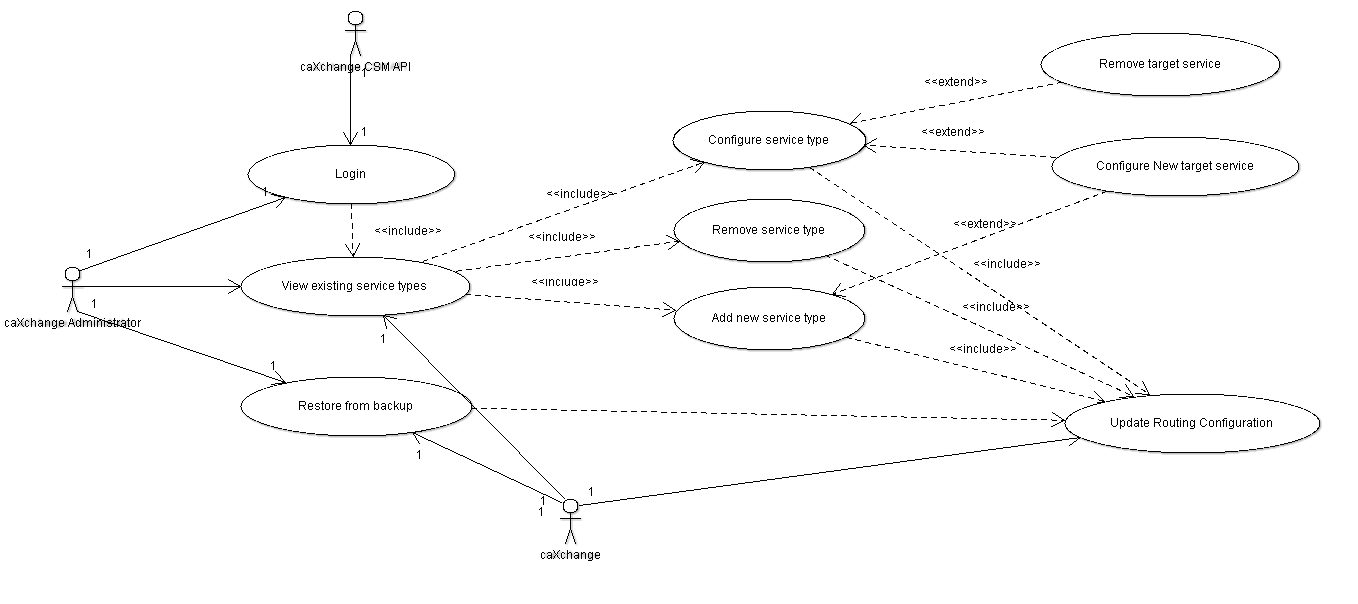 caXchange CSM API
1
1
Login
1
1
<<include>>
caXchange Administrator
1
View existing service types
1
1
Restore from backup
1
1
1
1
caXchange
<<include>>
<<include>>
<<include>>
Configure service type
Remove service type
Add new service type
<<extend>>
<<extend>>
<<extend>>
Remove target service
Configure New target service
<<include>>
<<include>>
<<include>>
Update Routing Configuration